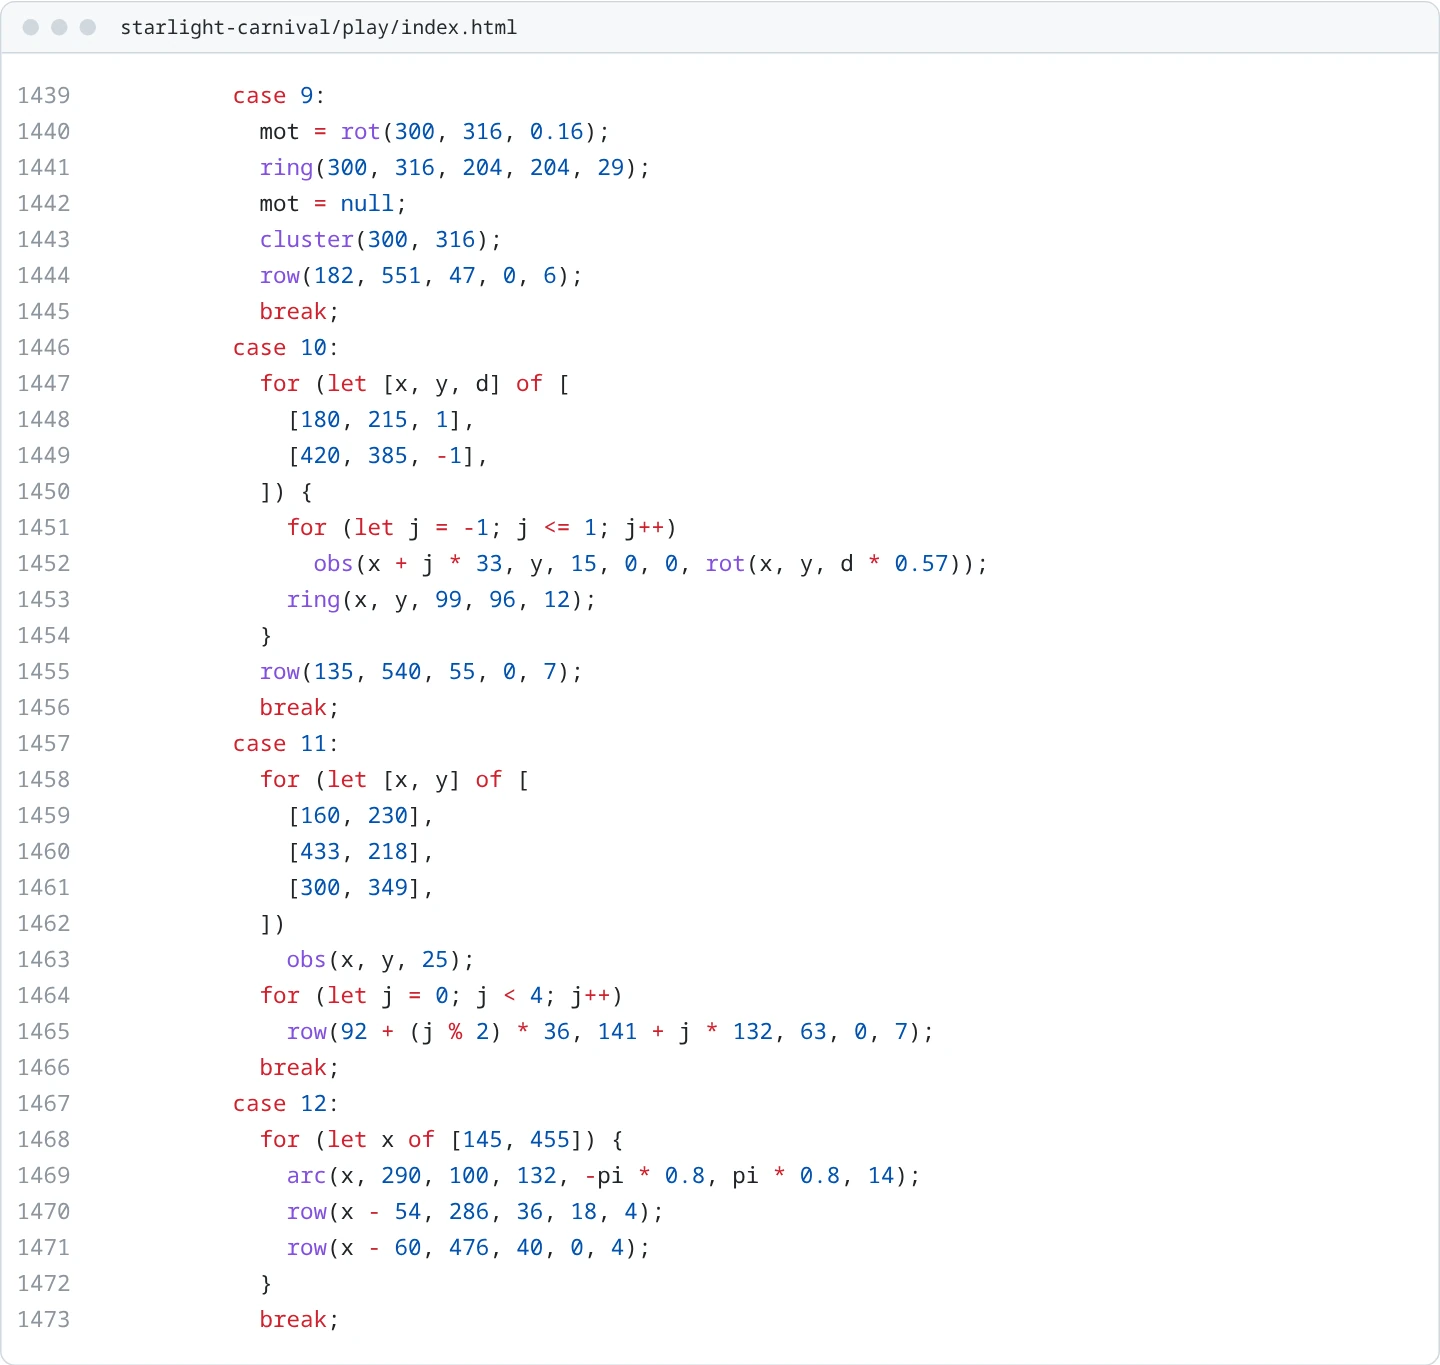 starlight-carnival/play/index.html
1439 case 9:
1440 mot = rot(300, 316, 0.16);
1441 ring(300, 316, 204, 204, 29);
1442 mot = null;
1443 cluster(300, 316);
1444 row(182, 551, 47, 0, 6);
1445 break;
1446 case 10:
1447 for (let [x, y, d] of [
1448 [180, 215, 1],
1449 [420, 385, -1],
1450 ]) {
1451 for (let j = -1; j <= 1; j++)
1452 obs(x + j * 33, y, 15, 0, 0, rot(x, y, d * 0.57));
1453 ring(x, y, 99, 96, 12);
1454 }
1455 row(135, 540, 55, 0, 7);
1456 break;
1457 case 11:
1458 for (let [x, y] of [
1459 [160, 230],
1460 [433, 218],
1461 [300, 349],
1462 ])
1463 obs(x, y, 25);
1464 for (let j = 0; j < 4; j++)
1465 row(92 + (j % 2) * 36, 141 + j * 132, 63, 0, 7);
1466 break;
1467 case 12:
1468 for (let x of [145, 455]) {
1469 arc(x, 290, 100, 132, -pi * 0.8, pi * 0.8, 14);
1470 row(x - 54, 286, 36, 18, 4);
1471 row(x - 60, 476, 40, 0, 4);
1472 }
1473 break;